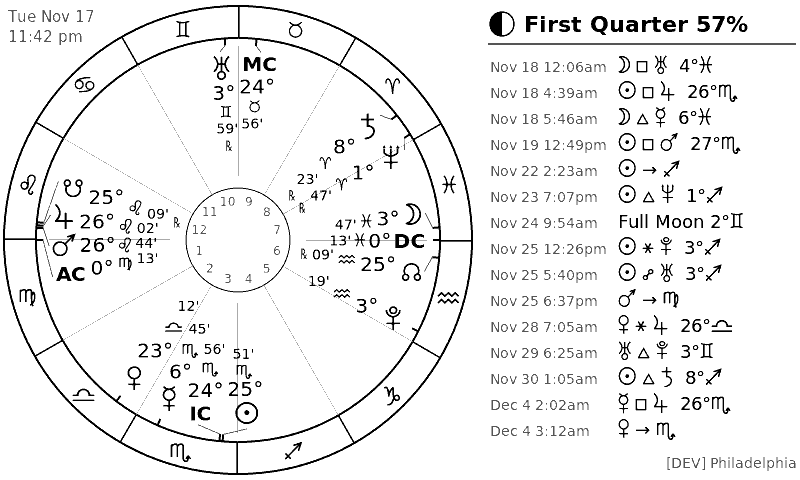 Tue Nov 17
11:42 pm
First Quarter 57%
Nov 18 12:06am ☽ □ ♅ 4°♓
Nov 18 4:39am ☉ □ ♃ 26°♏
Nov 18 5:46am ☽ △ ☿ 6°♓
Nov 19 12:49pm ☉ □ ♂ 27°♏
Nov 22 2:23am ☉ → ♐
Nov 23 7:07pm ☉ △ ♆ 1°♐
Nov 24 9:54am Full Moon 2°♊
Nov 25 12:26pm ☉ ⚹ ⯓ 3°♐
Nov 25 5:40pm ☉ ☍ ♅ 3°♐
Nov 25 6:37pm ♂ → ♍
Nov 28 7:05am ♀ ⚹ ♃ 26°♎
Nov 29 6:25am ♅ △ ⯓ 3°♊
Nov 30 1:05am ☉ △ ♄ 8°♐
Dec 4 2:02am ☿ □ ♃ 26°♏
Dec 4 3:12am ♀ → ♏
[DEV] Philadelphia
♊ ♉ ♋ ♈ ♌ ♓ ♍ ♒ ♎ ♑ ♏ ♐
♅ 3° ♊ 59' ℞
MC 24° ♉ 56'
♄ 8° ♈ 23' ℞
♆ 1° ♈ 47' ℞
☽ 3° ♓ 47'
DC 0° ♓ 13'
☊ 25° ♒ 09' ℞
⯓ 3° ♒ 19'
☉ 25° ♏ 51'
IC 24° ♏ 56'
☿ 6° ♏ 45'
♀ 23° ♎ 12'
AC 0° ♍ 13'
♂ 26° ♌ 44'
♃ 26° ♌ 02'
☋ 25° ♌ 09' ℞
10 9
11 8
12 7
1 6
2 5
3 4